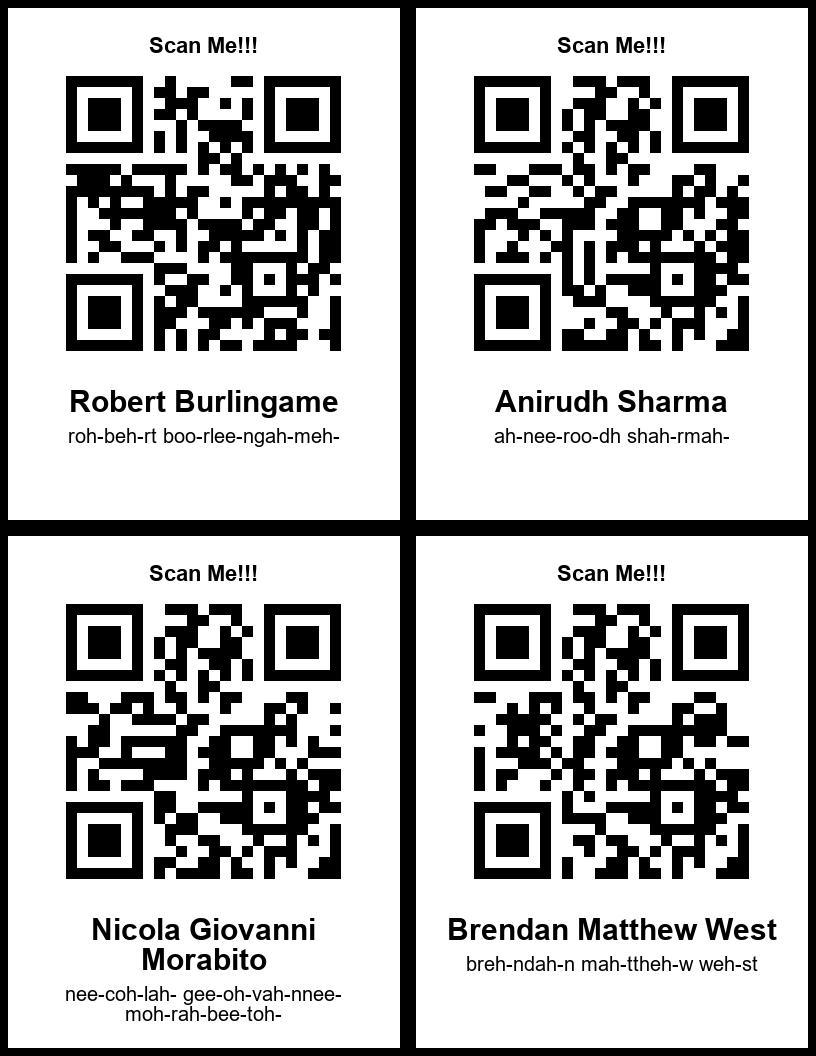 Scan Me!!!
Robert Burlingame
roh-beh-rt boo-rlee-ngah-meh-
Scan Me!!!
Anirudh Sharma
ah-nee-roo-dh shah-rmah-
Scan Me!!!
Nicola Giovanni
Morabito
nee-coh-lah- gee-oh-vah-nnee-
moh-rah-bee-toh-
Scan Me!!!
Brendan Matthew West
breh-ndah-n mah-ttheh-w weh-st